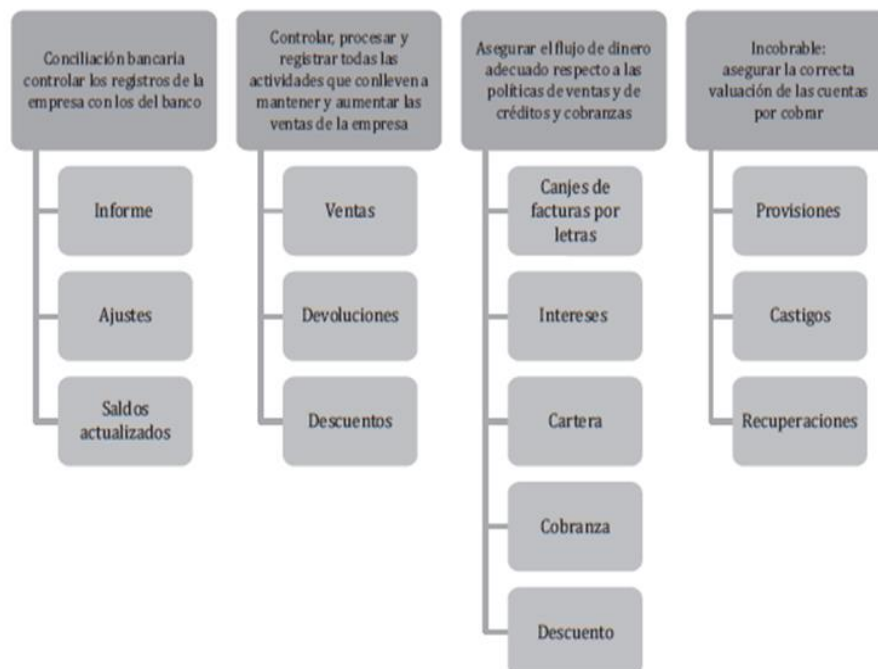 Conciliación bancaria
controlar los registros de la
empresa con los del banco
Informe
Ajustes
Saldos
actualizados
Controlar, procesar y
registrar todas las
actividades que conlleven a
mantener y aumentar las
ventas de la empresa
Ventas
Devoluciones
Descuentos
Asegurar el flujo de dinero
adecuado respecto a las
políticas de ventas y de
créditos y cobranzas
Canjes de
facturas por
letras
Intereses
Cartera
Cobranza
Descuento
Incobrable:
asegurar la correcta
valuación de las cuentas
por cobrar
Provisiones
Castigos
Recuperaciones